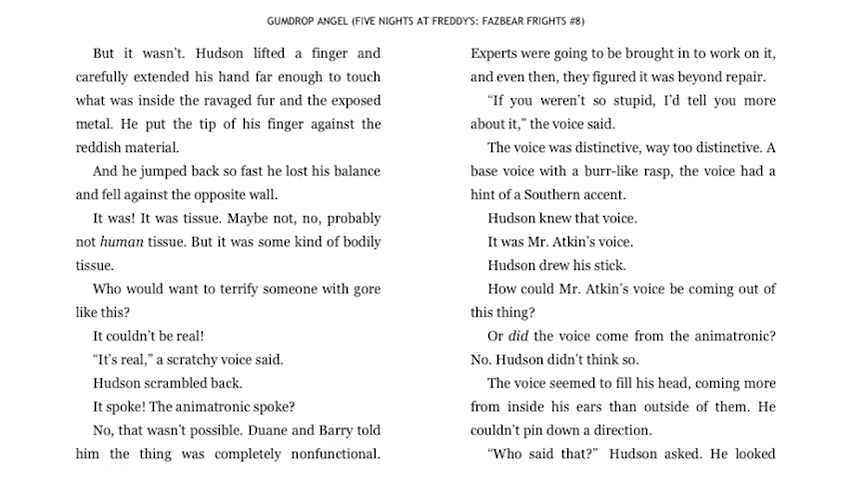 GUMDROP ANGEL (FIVE NIGHTS AT FREDDY'S: FAZBEAR FRIGHTS #8)
But it wasn't. Hudson lifted a finger and
carefully extended his hand far enough to touch
what was inside the ravaged fur and the exposed
metal. He put the tip of his finger against the
reddish material.
And he jumped back so fast he lost his balance
and fell against the opposite wall.
It was! It was tissue. Maybe not, no, probably
not human tissue. But it was some kind of bodily
tissue.
Who would want to terrify someone with gore
like this?
It couldn't be real!
“It's real,” a scratchy voice said.
Hudson scrambled back.
It spoke! The animatronic spoke?
No, that wasn't possible. Duane and Barry told
him the thing was completely nonfunctional.
Experts were going to be brought in to work on it,
and even then, they figured it was beyond repair.
“If you weren't so stupid, I'd tell you more
about it,” the voice said.
The voice was distinctive, way too distinctive. A
base voice with a burr-like rasp, the voice had a
hint of a Southern accent.
Hudson knew that voice.
It was Mr. Atkin's voice.
Hudson drew his stick.
How could Mr. Atkin's voice be coming out of
this thing?
Or did the voice come from the animatronic?
No. Hudson didn't think so.
The voice seemed to fill his head, coming more
from inside his ears than outside of them. He
couldn't pin down a direction.
“Who said that?” Hudson asked. He looked